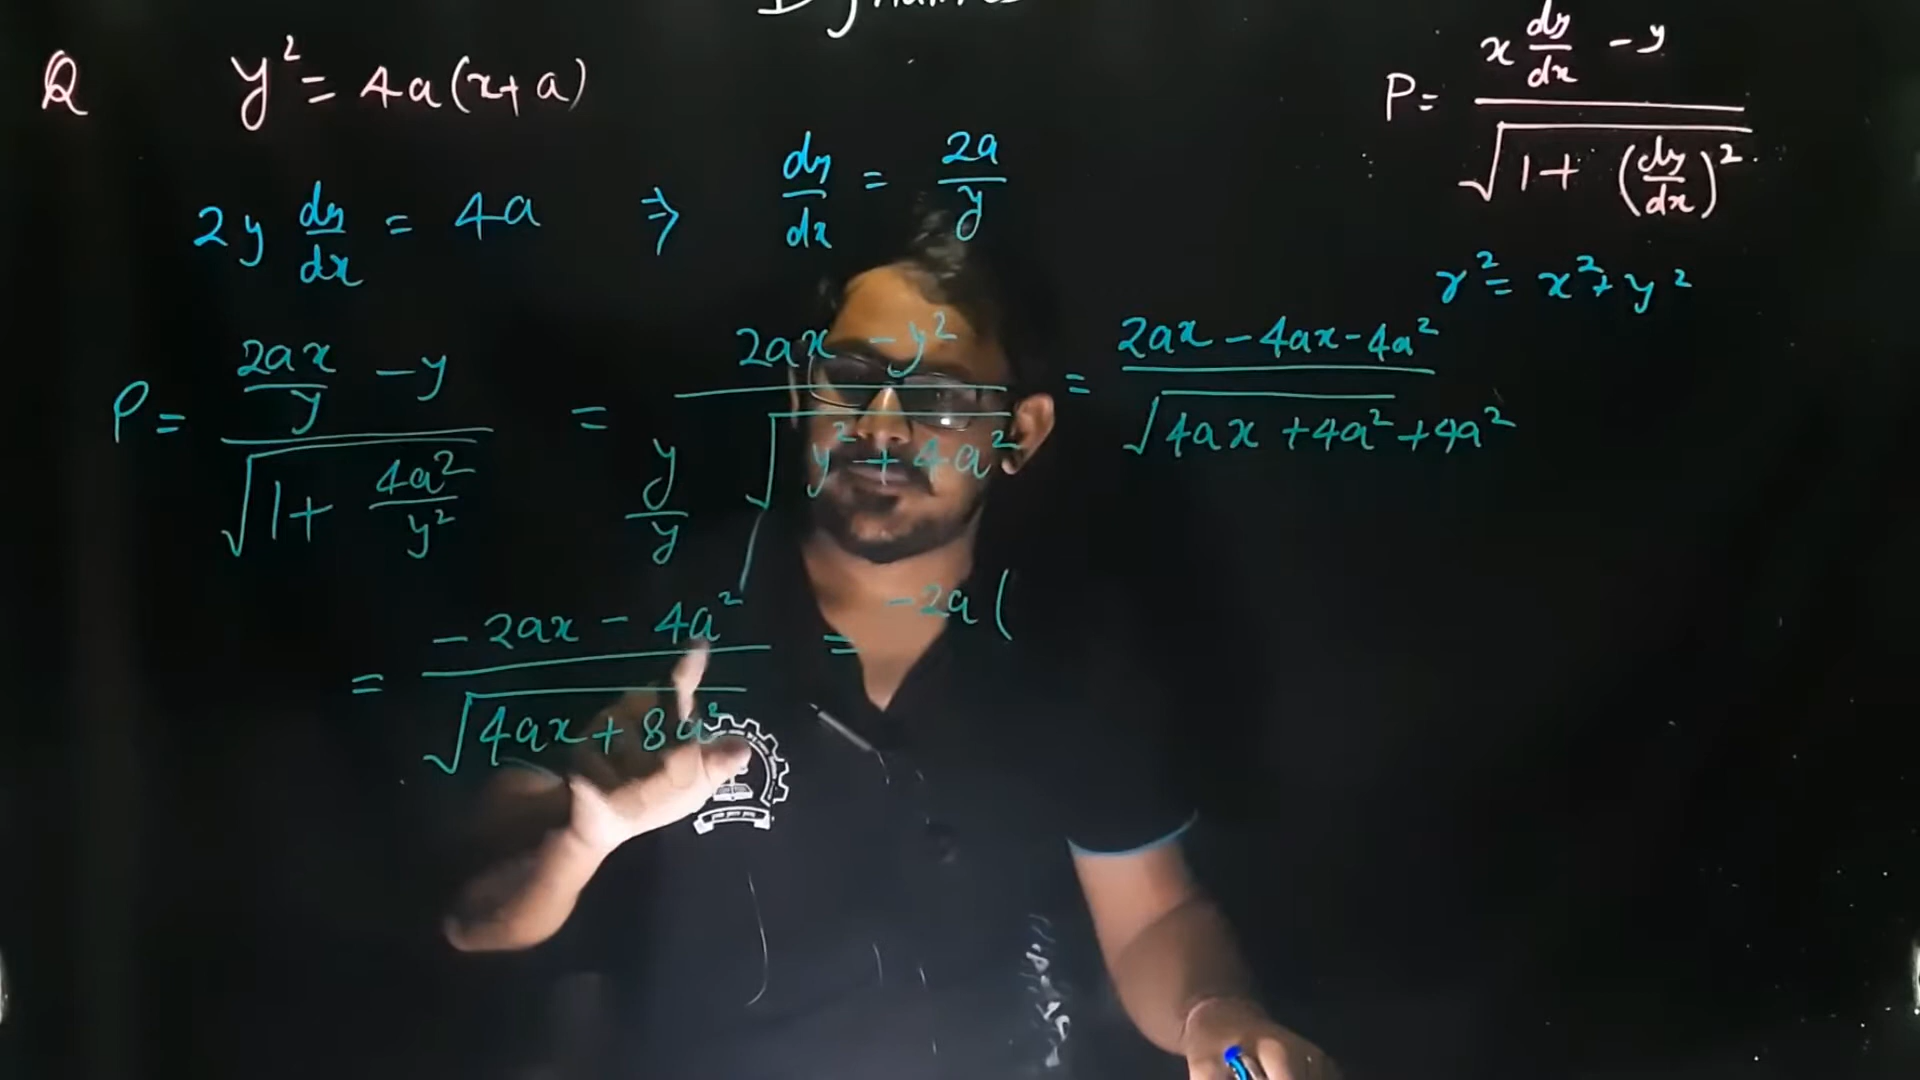 Q y² = 4a(x+a)
P = (x dy/dx - y) / √(1 + (dy/dx)²)
2y dy/dx = 4a ⇒ dy/dx = 2a/y
r² = x² + y²
P = (2ax/y - y) / √(1 + 4a²/y²) = (2ax - y²) / (y/y √(y² + 4a²)) = (2ax - 4ax - 4a²) / √(4ax + 4a² + 4a²)
= (-2ax - 4a²) / √(4ax + 8a²) = -2a (